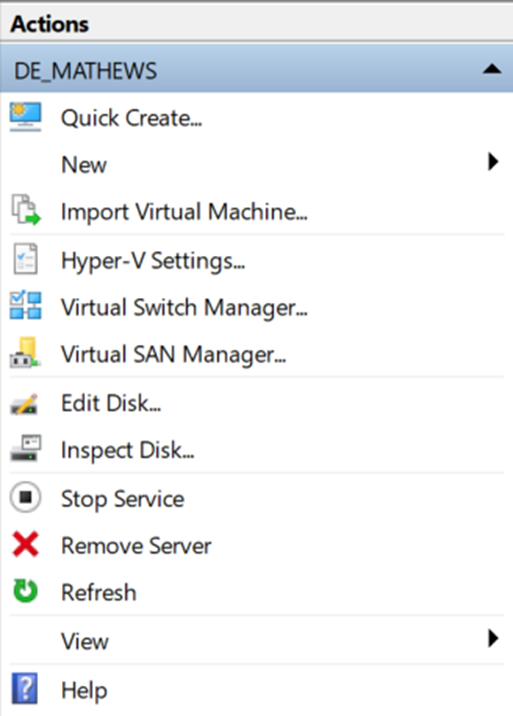 Actions
DE_MATHEWS
Quick Create...
New
Import Virtual Machine...
Hyper-V Settings...
Virtual Switch Manager...
Virtual SAN Manager...
Edit Disk...
Inspect Disk...
Stop Service
Remove Server
Refresh
View
Help